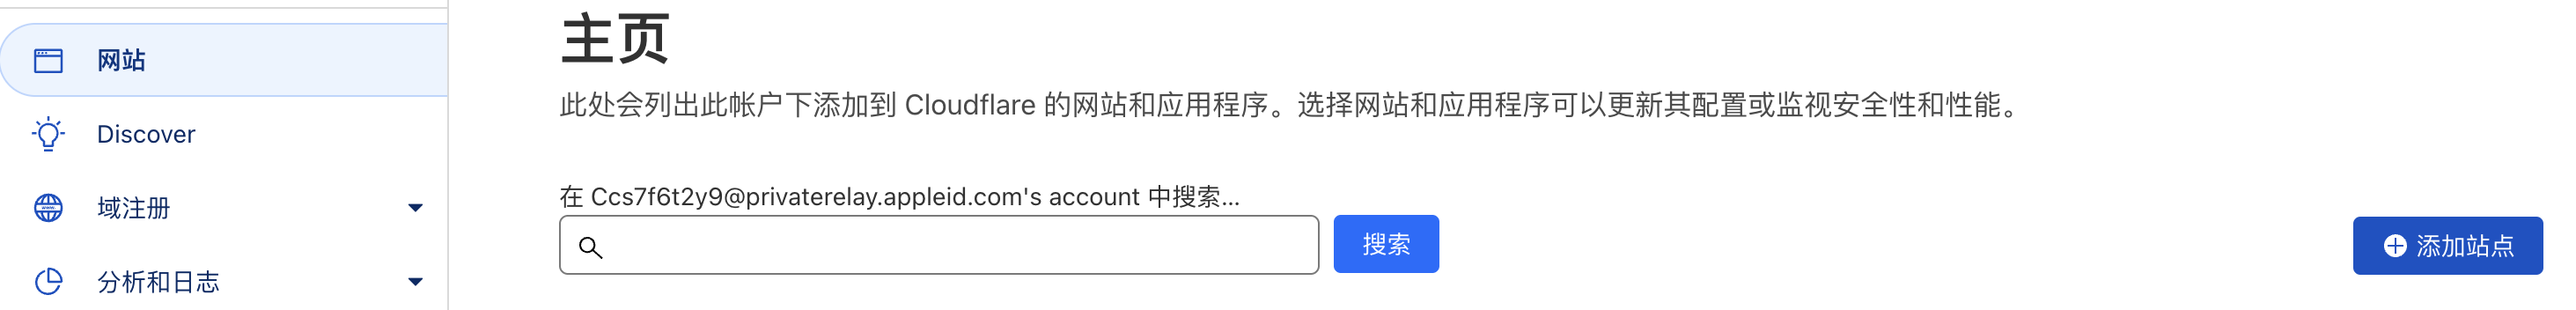 网站
Discover
域注册
分析和日志
主页
此处会列出此帐户下添加到 Cloudflare 的网站和应用程序。选择网站和应用程序可以更新其配置或监视安全性和性能。
在 Ccs7f6t2y9@privaterelay.appleid.com's account 中搜索...
搜索
添加站点